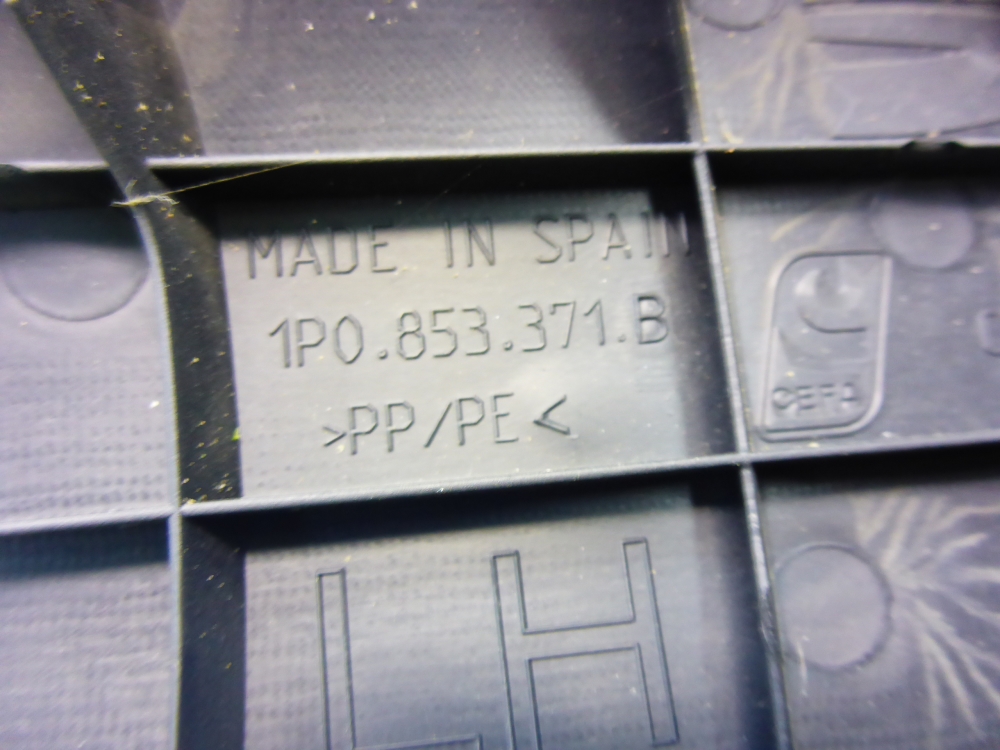 MADE IN SPAIN
1P0.853.371.B
>PP/PE<
CEFA
LH